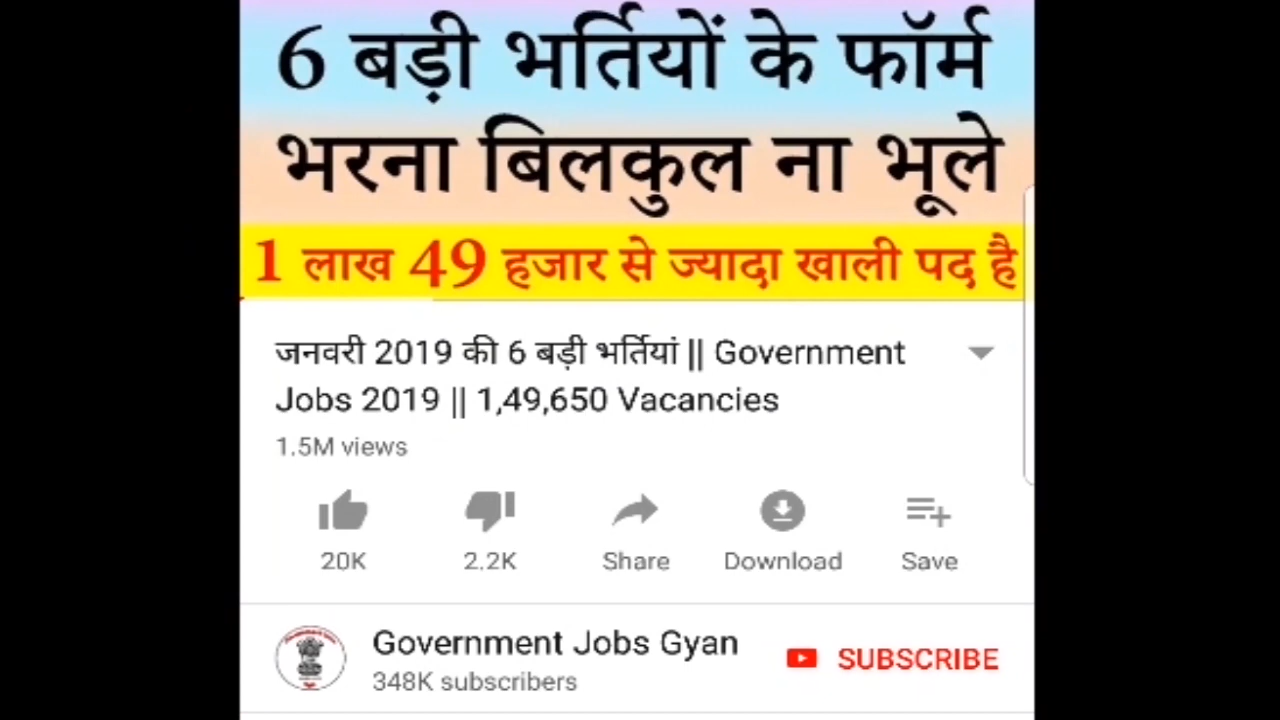 6 बड़ी भर्तियों के फॉर्म
भरना बिलकुल ना भूले
1 लाख 49 हजार से ज्यादा खाली पद है
जनवरी 2019 की 6 बड़ी भर्तियां || Government
Jobs 2019 || 1,49,650 Vacancies
1.5M views
20K 2.2K Share Download Save
Government Jobs Gyan
348K subscribers
SUBSCRIBE